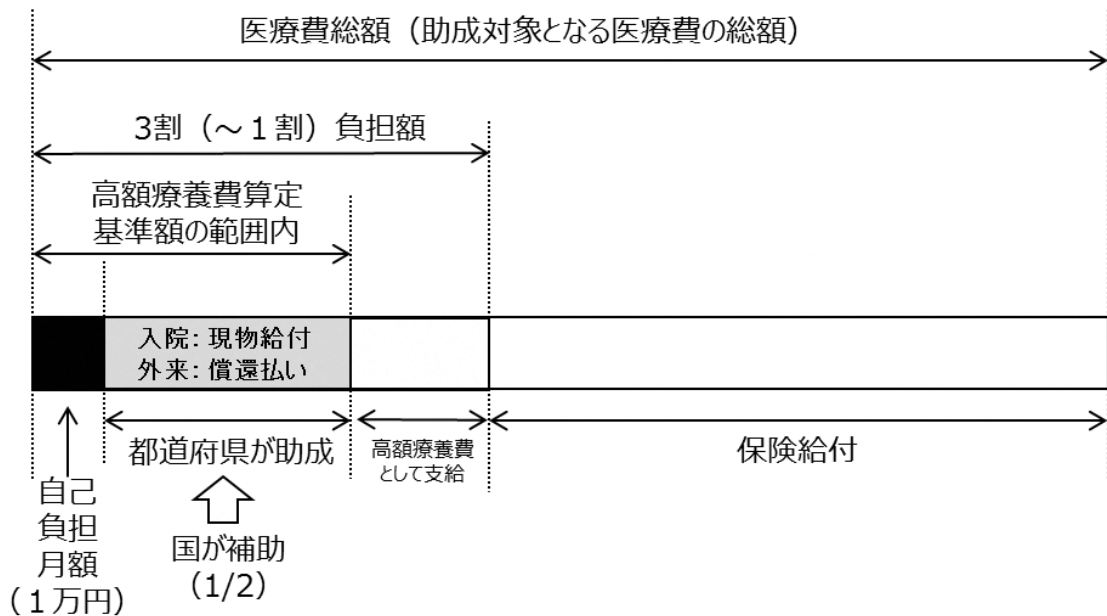 医療費総額（助成対象となる医療費の総額）
3割（～１割）負担額
高額療養費算定
基準額の範囲内
入院：現物給付
外来：償還払い
都道府県が助成
高額療養費
として支給
保険給付
自己
負担
月額
（１万円）
国が補助
（1/2）